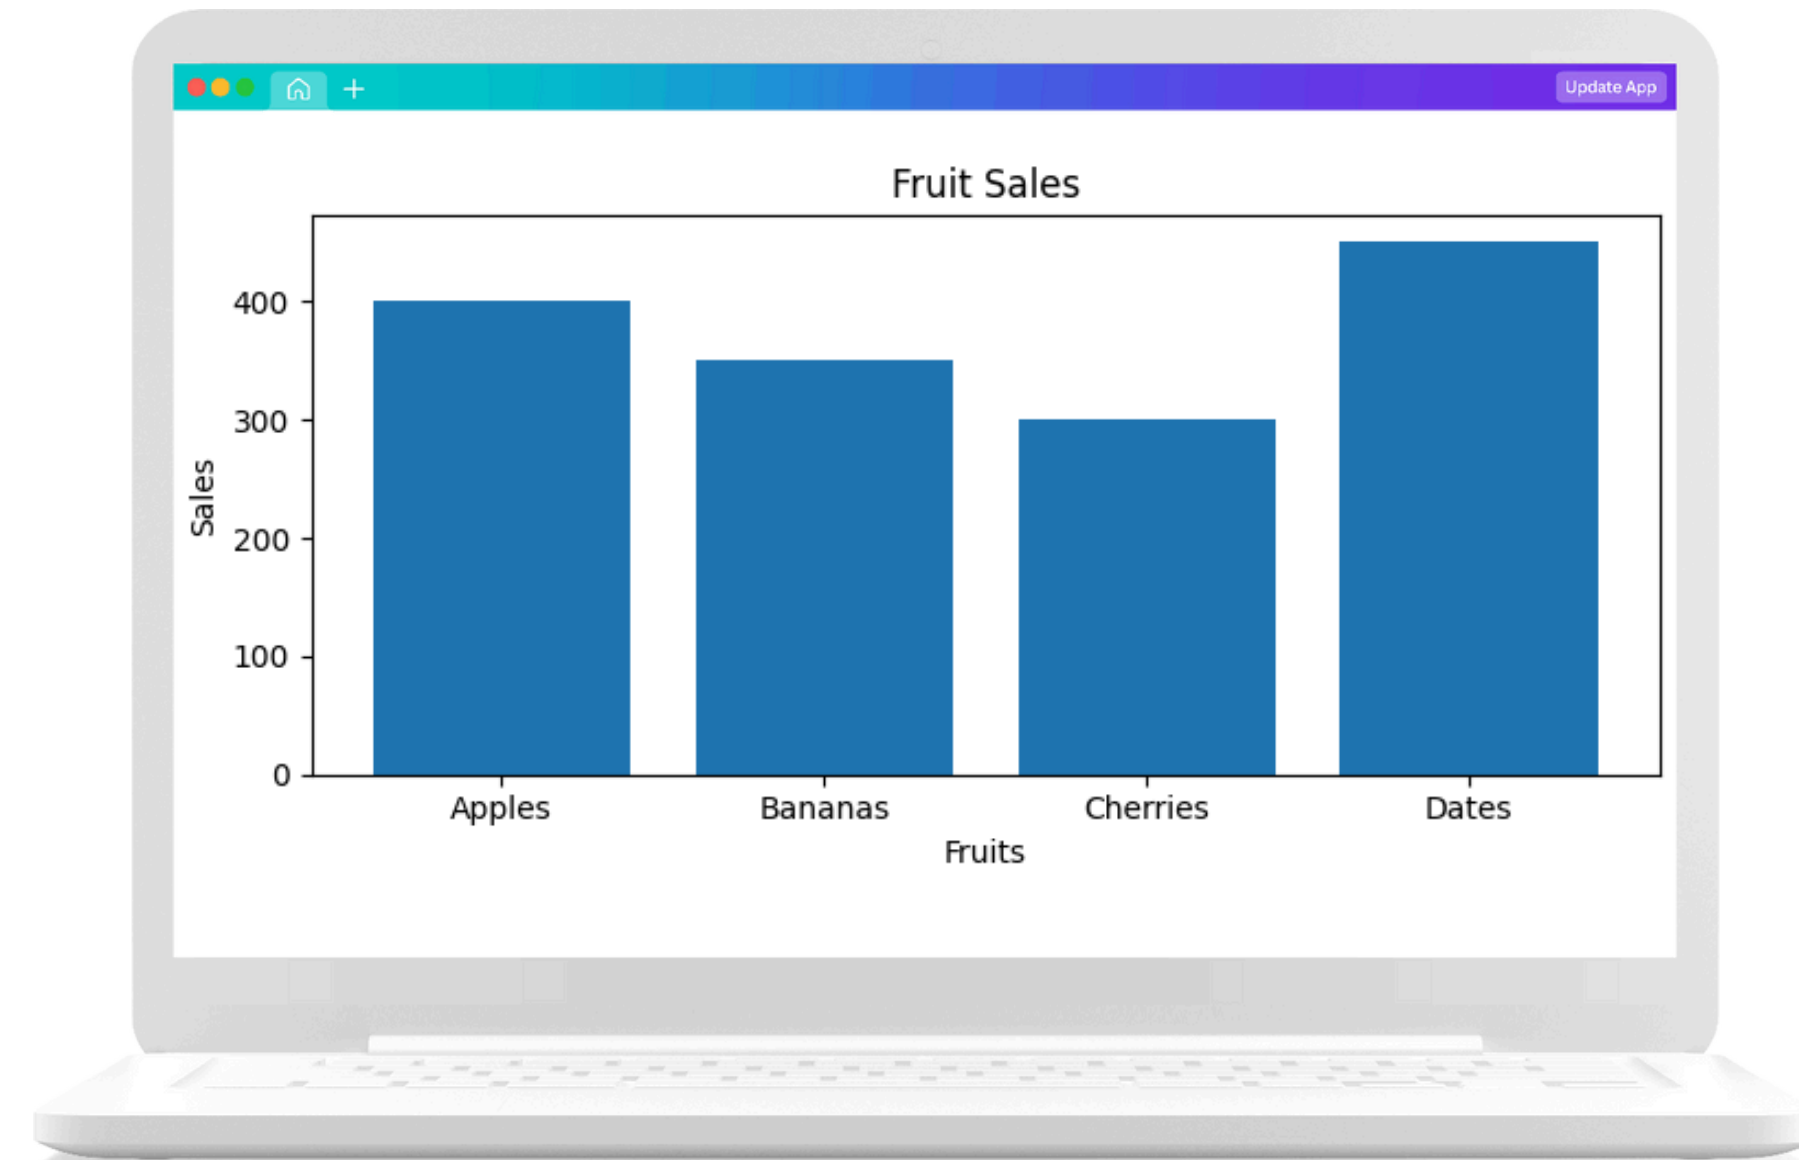 Update App
Fruit Sales
400
300
200
100
0
Sales
Apples Bananas Cherries Dates
Fruits